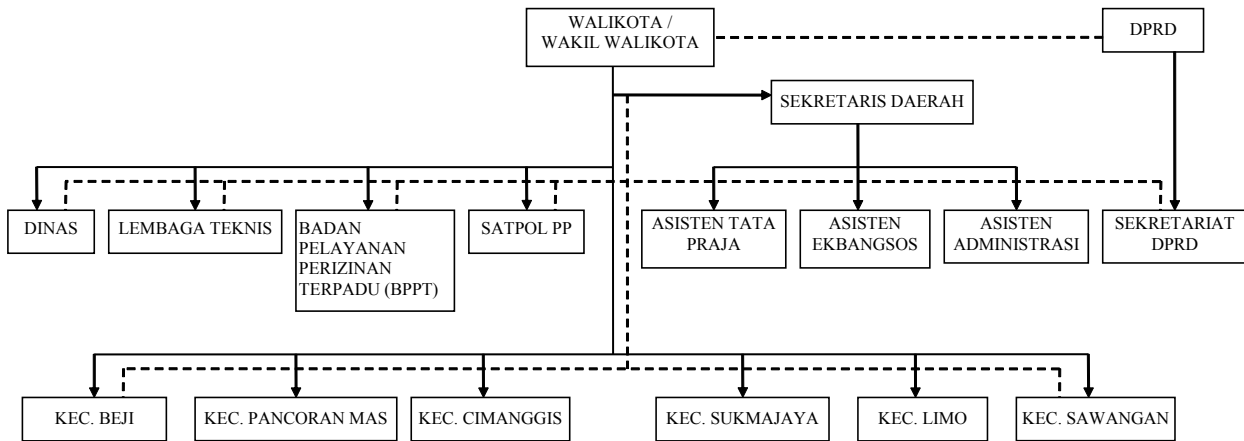 WALIKOTA /
WAKIL WALIKOTA
DPRD
SEKRETARIS DAERAH
DINAS
LEMBAGA TEKNIS
BADAN
PELAYANAN
PERIZINAN
TERPADU (BPPT)
SATPOL PP
ASISTEN TATA
PRAJA
ASISTEN
EKBANGSOS
ASISTEN
ADMINISTRASI
SEKRETARIAT
DPRD
KEC. BEJI
KEC. PANCORAN MAS
KEC. CIMANGGIS
KEC. SUKMAJAYA
KEC. LIMO
KEC. SAWANGAN